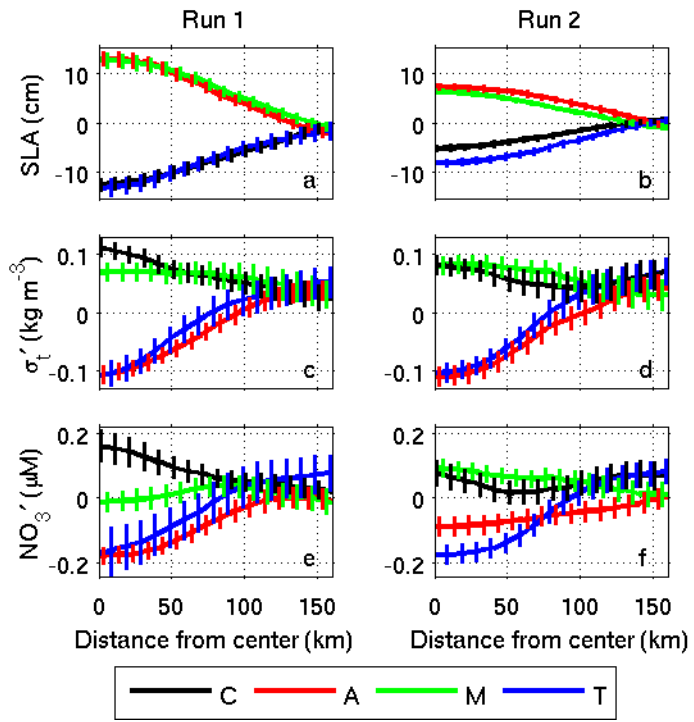 Run 1
Run 2
SLA (cm)
10
0
-10
a
10
0
-10
b
σt′ (kg m⁻³)
0.1
0
-0.1
c
0.1
0
-0.1
d
NO₃′ (μM)
0.2
0
-0.2
e
0.2
0
-0.2
f
0 50 100 150
0 50 100 150
Distance from center (km)
Distance from center (km)
C A M T